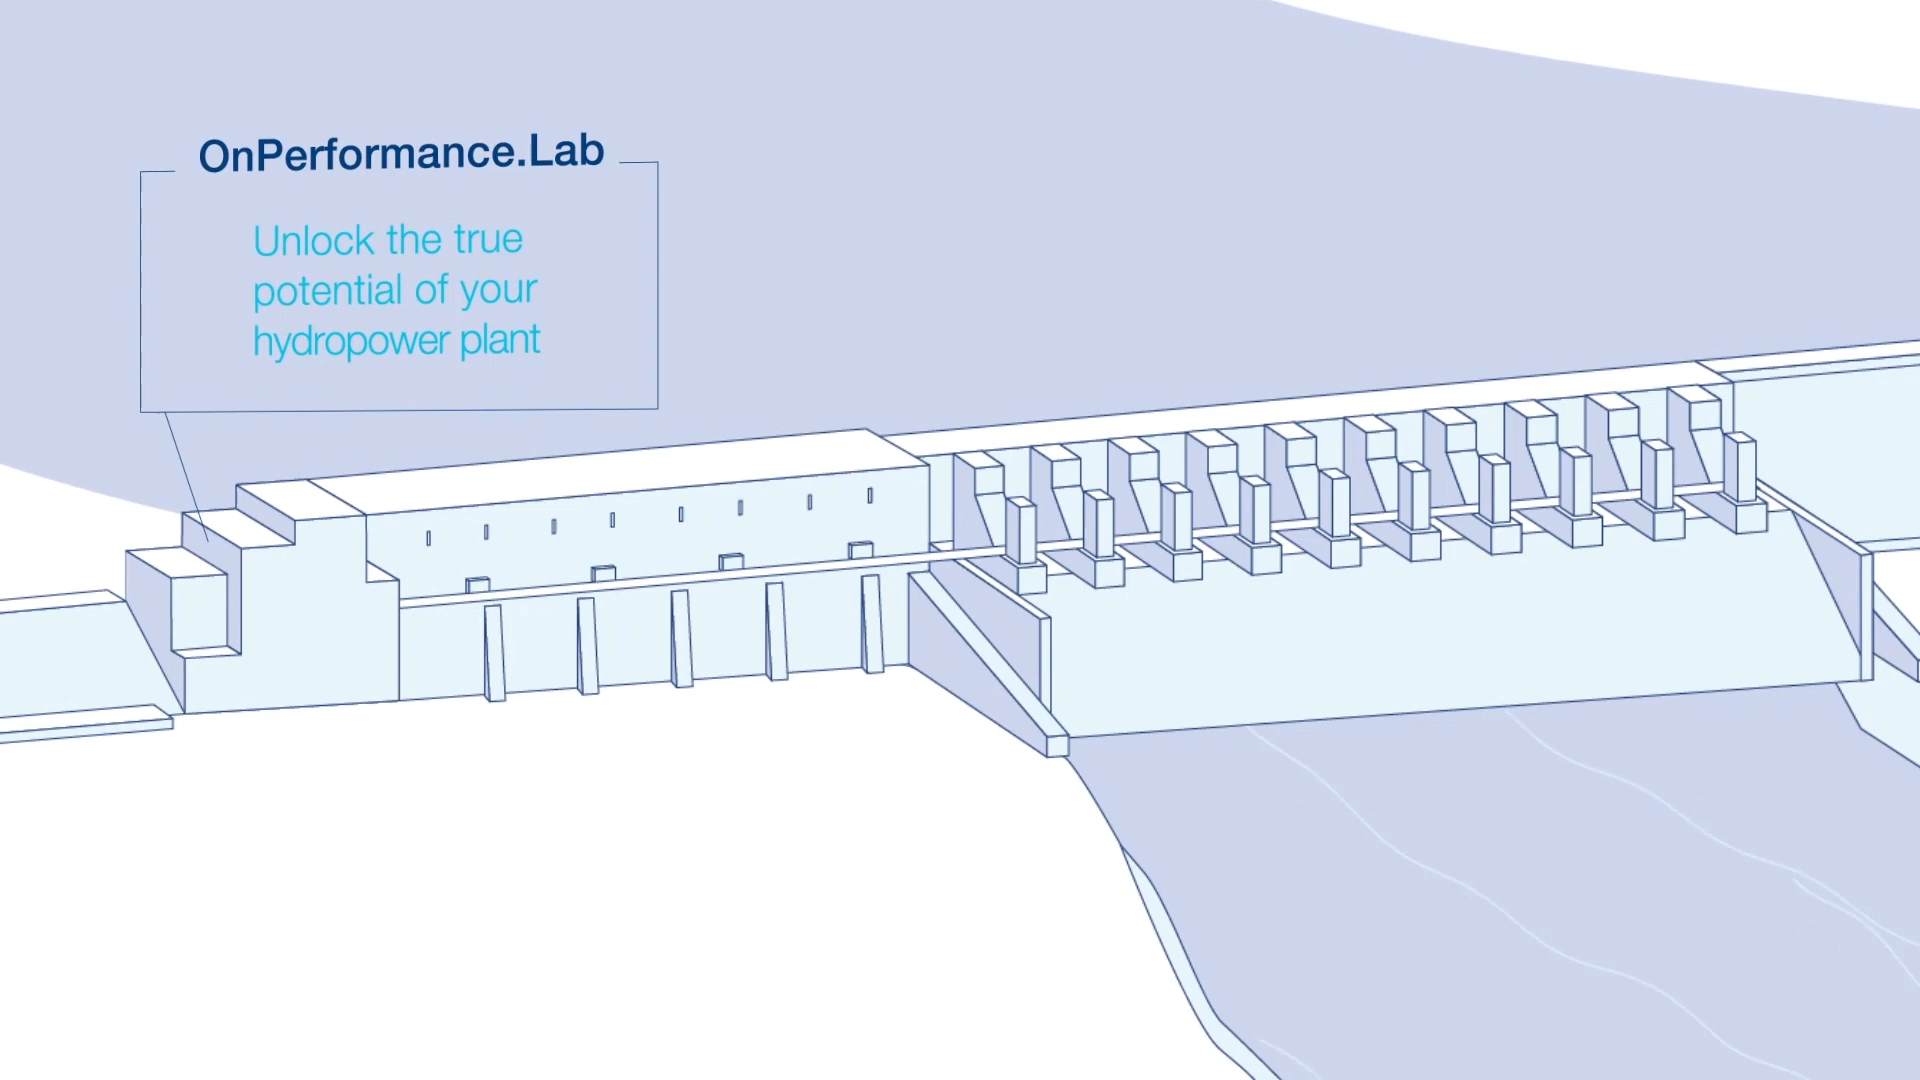 OnPerformance.Lab
Unlock the true
potential of your
hydropower plant